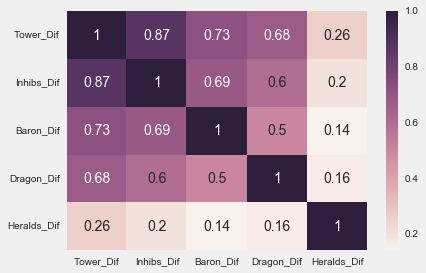 Tower_Dif 1 0.87 0.73 0.68 0.26
Inhibs_Dif 0.87 1 0.69 0.6 0.2
Baron_Dif 0.73 0.69 1 0.5 0.14
Dragon_Dif 0.68 0.6 0.5 1 0.16
Heralds_Dif 0.26 0.2 0.14 0.16 1
Tower_Dif Inhibs_Dif Baron_Dif Dragon_Dif Heralds_Dif
1.0
0.8
0.6
0.4
0.2